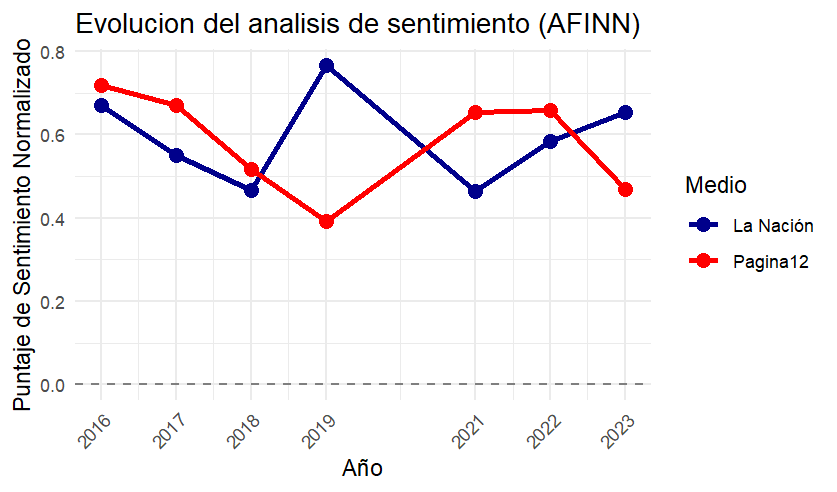 Evolucion del analisis de sentimiento (AFINN)
Puntaje de Sentimiento Normalizado
0.8
0.6
0.4
0.2
0.0
2016
2017
2018
2019
2021
2022
2023
Año
Medio
La Nación
Pagina12